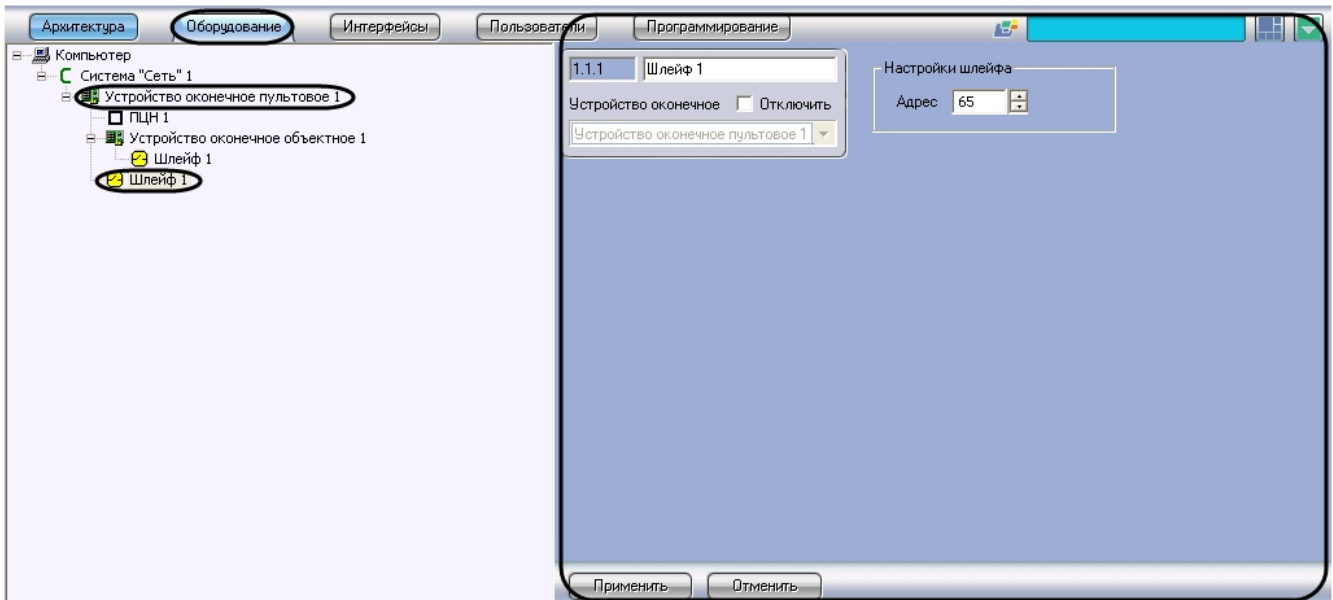 Архитектура Оборудование Интерфейсы Пользователи Программирование
Компьютер
Система "Сеть" 1
Устройство оконечное пультовое 1
ПЦН 1
Устройство оконечное объектное 1
Шлейф 1
Шлейф 1
1.1.1 Шлейф 1
Устройство оконечное Отключить
Устройство оконечное пультовое 1
Настройки шлейфа
Адрес 65
Применить Отменить